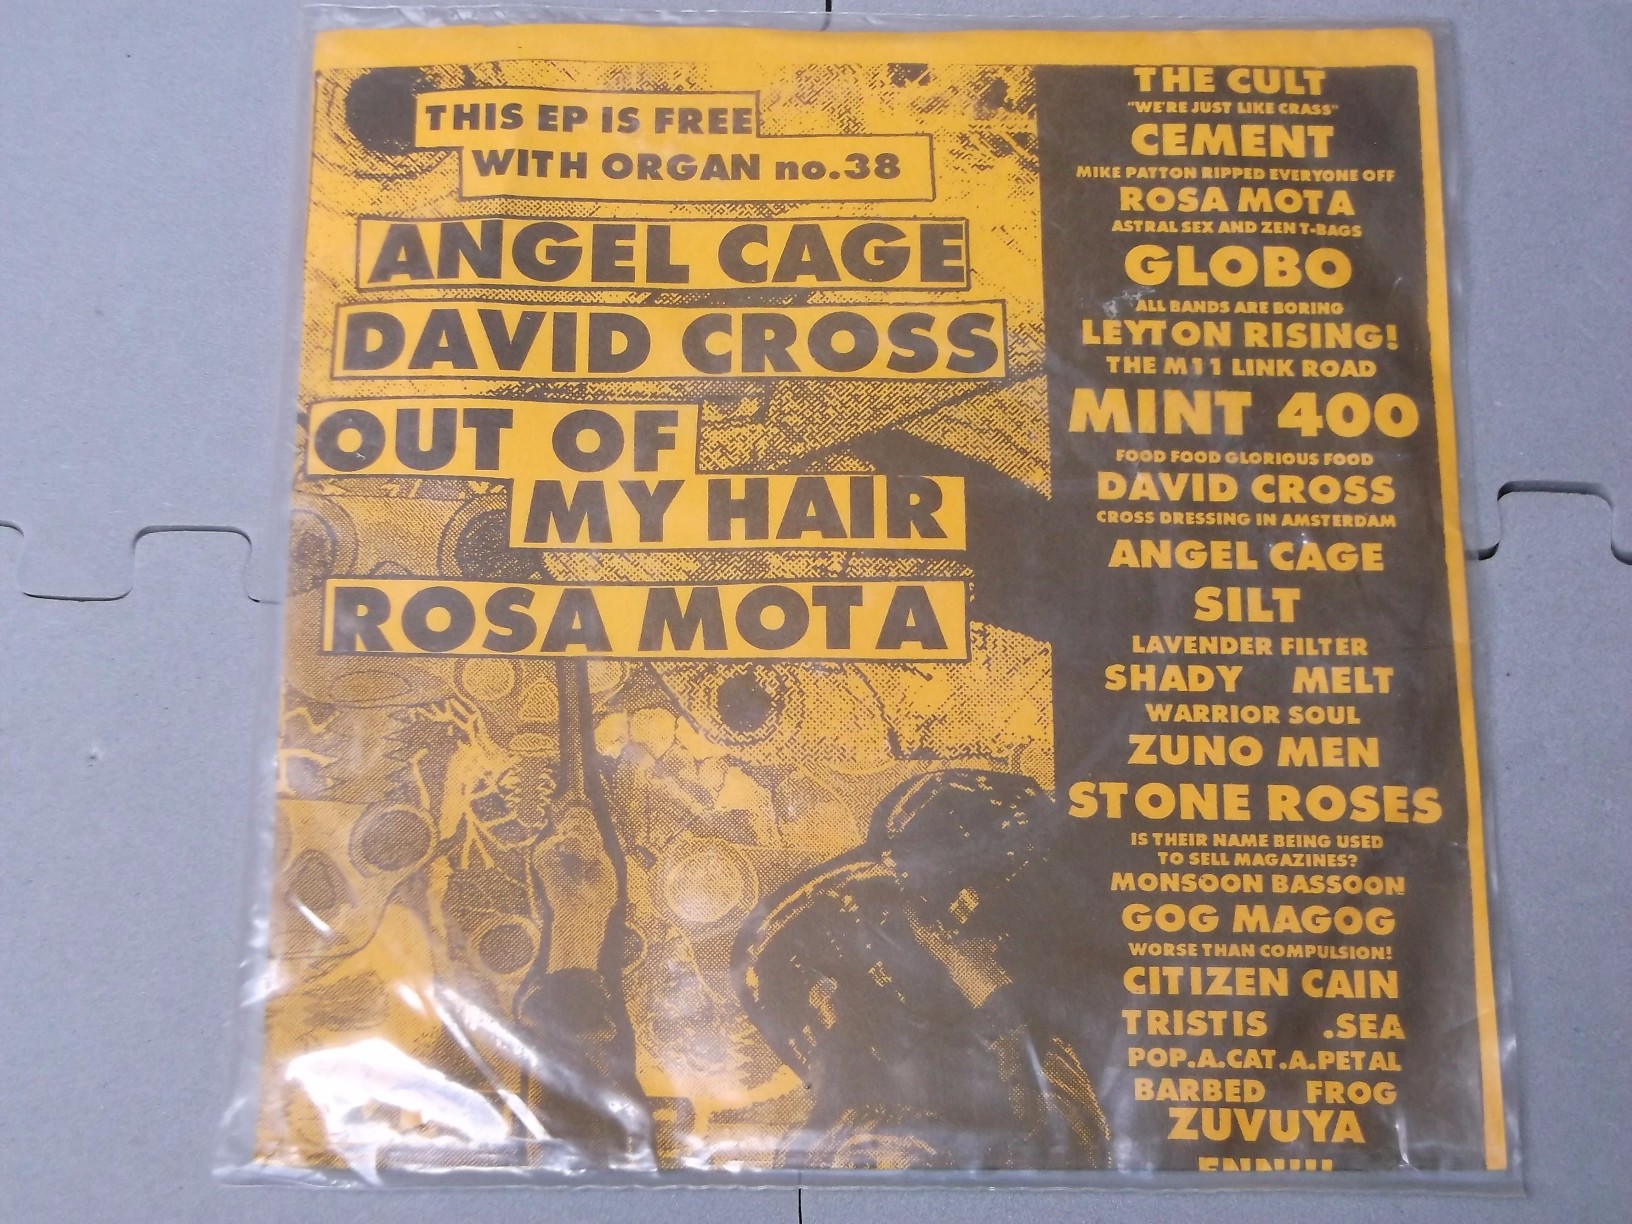 THIS EP IS FREE
WITH ORGAN no.38
ANGEL CAGE
DAVID CROSS
OUT OF
MY HAIR
ROSA MOTA
THE CULT
"WE'RE JUST LIKE CRASS"
CEMENT
MIKE PATTON RIPPED EVERYONE OFF
ROSA MOTA
ASTRAL SEX AND ZEN T-BAGS
GLOBO
ALL BANDS ARE BORING
LEYTON RISING!
THE M11 LINK ROAD
MINT 400
FOOD FOOD GLORIOUS FOOD
DAVID CROSS
CROSS DRESSING IN AMSTERDAM
ANGEL CAGE
SILT
LAVENDER FILTER
SHADY MELT
WARRIOR SOUL
ZUNO MEN
STONE ROSES
IS THEIR NAME BEING USED
TO SELL MAGAZINES?
MONSOON BASSOON
GOG MAGOG
WORSE THAN COMPULSION!
CITIZEN CAIN
TRISTIS .SEA
POP.A.CAT.A.PETAL
BARBED FROG
ZUVUYA